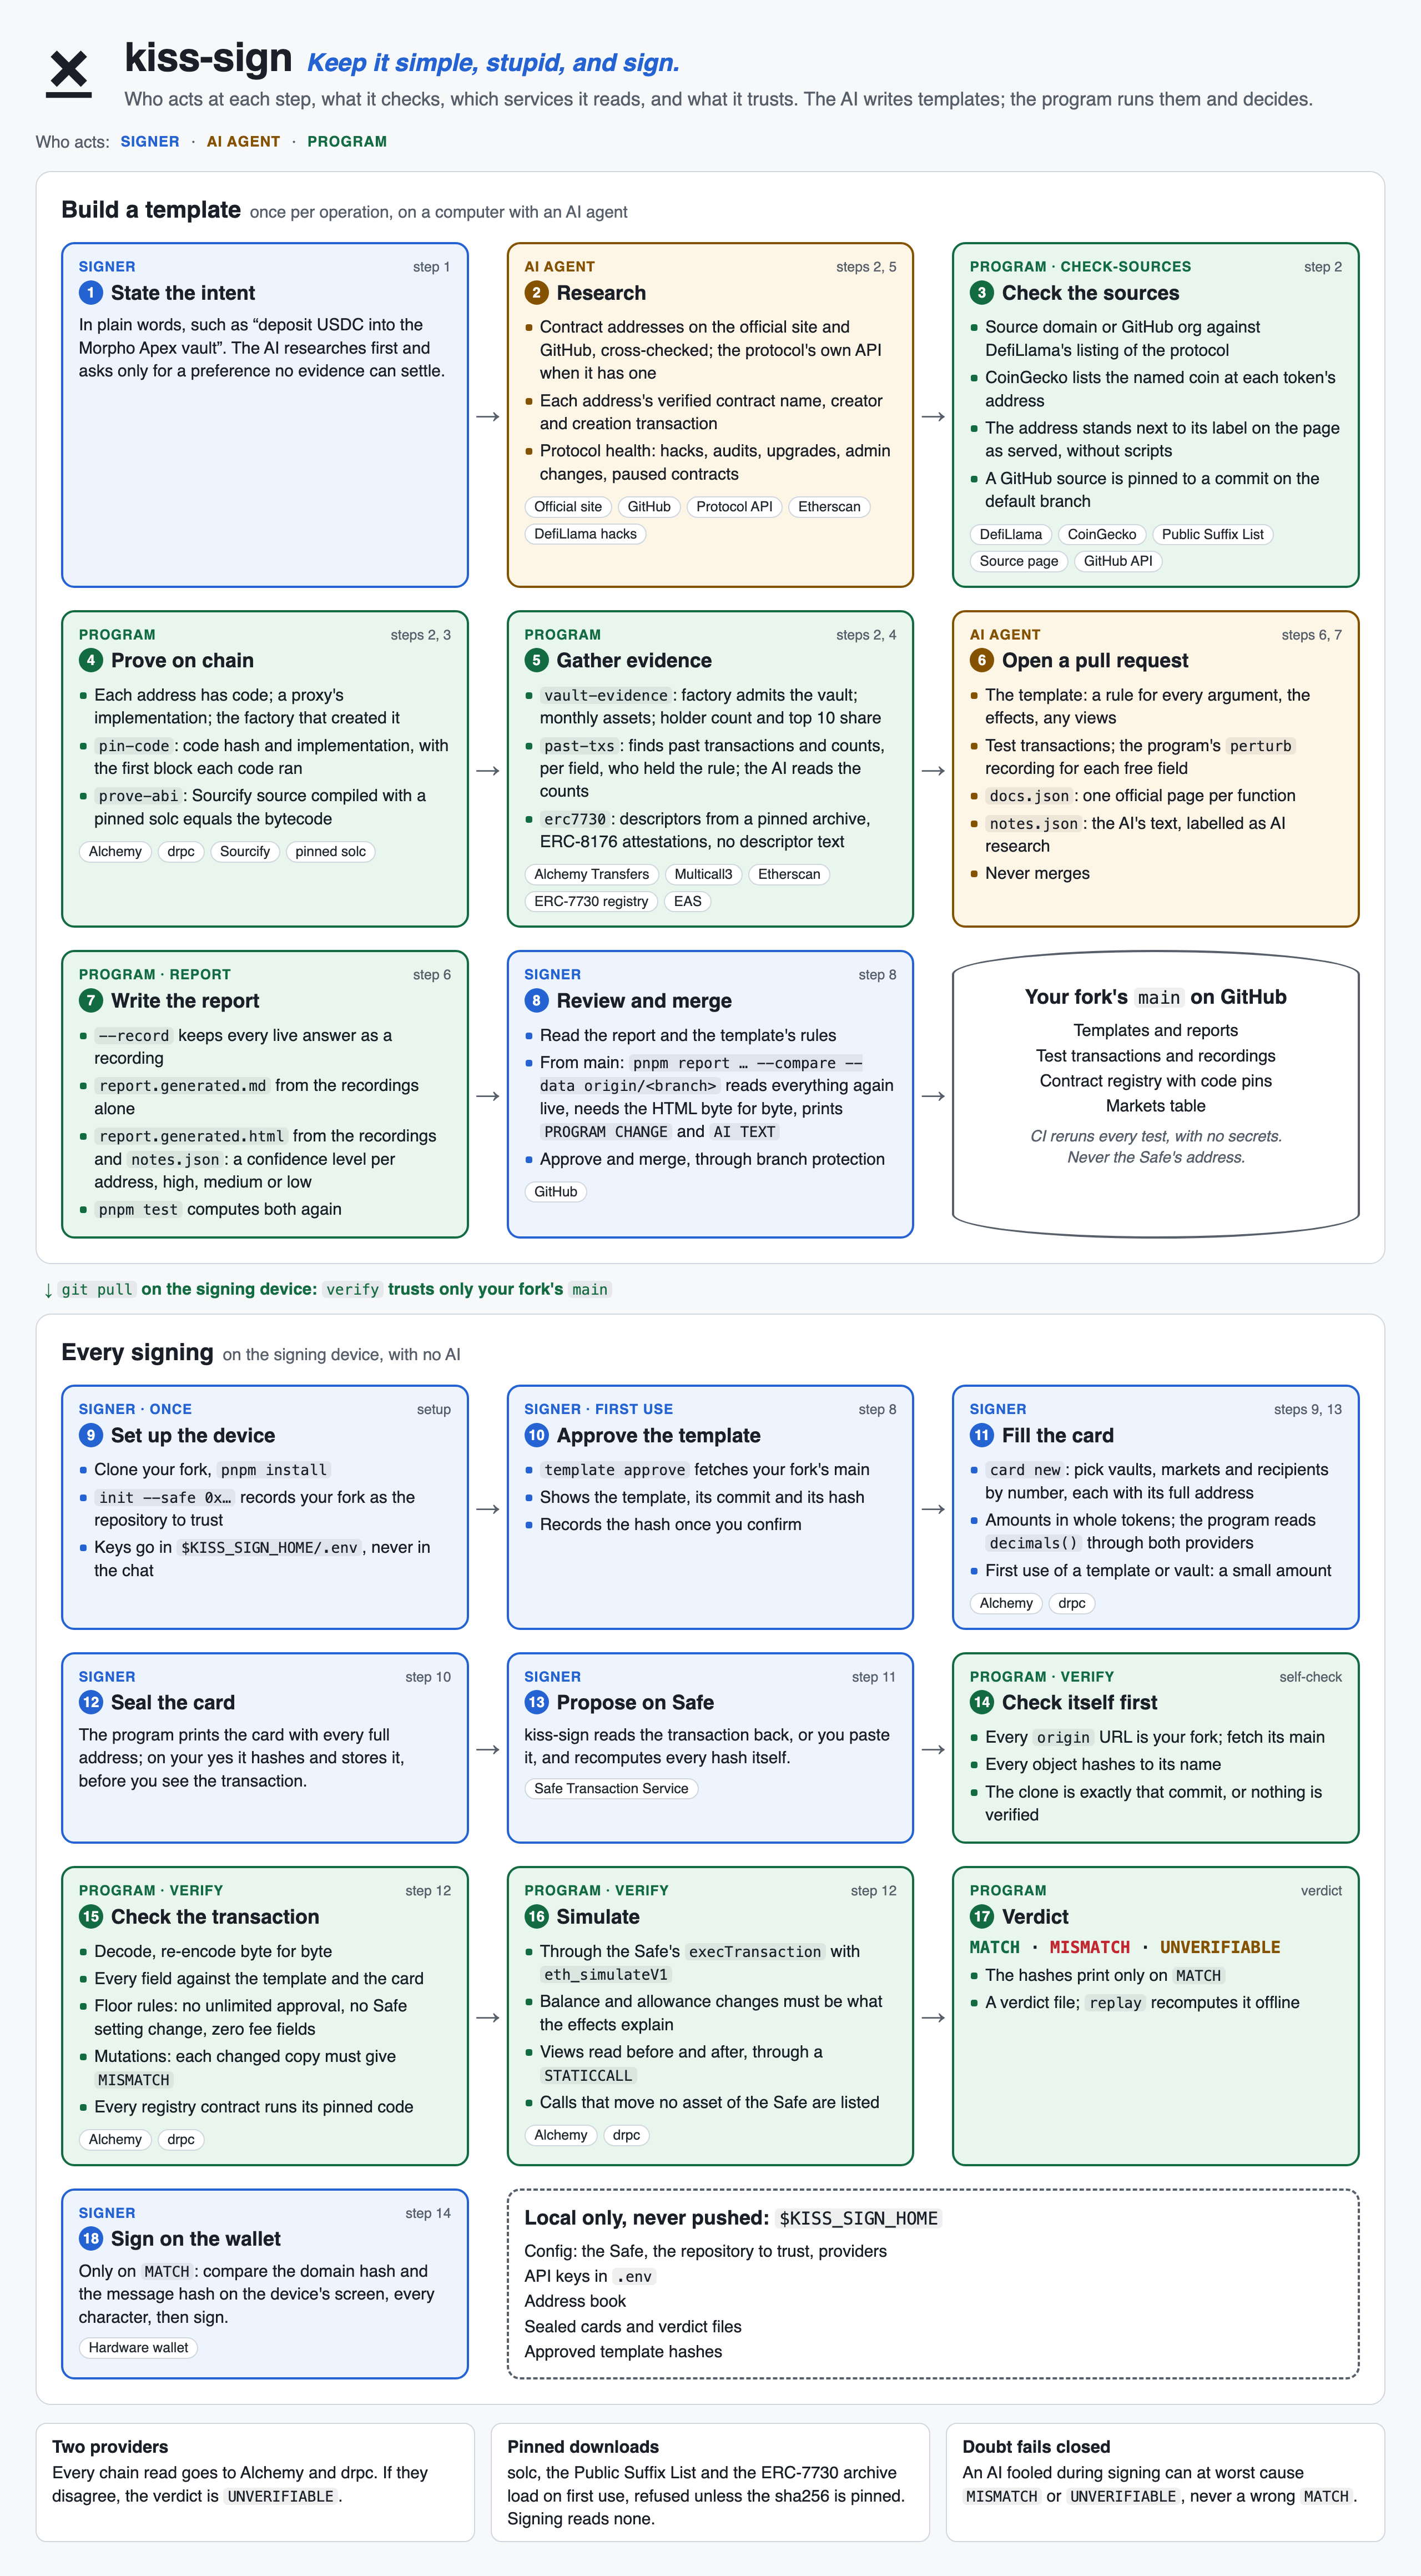 kiss-sign Keep it simple, stupid, and sign.
Who acts at each step, what it checks, which services it reads, and what it trusts. The AI writes templates; the program runs them and decides.
Who acts: SIGNER · AI AGENT · PROGRAM
Build a template once per operation, on a computer with an AI agent
SIGNER step 1
1 State the intent
In plain words, such as “deposit USDC into the
Morpho Apex vault”. The AI researches first and
asks only for a preference no evidence can settle.
→
AI AGENT steps 2, 5
2 Research
Contract addresses on the official site and
GitHub, cross-checked; the protocol's own API
when it has one
Each address's verified contract name, creator
and creation transaction
Protocol health: hacks, audits, upgrades, admin
changes, paused contracts
Official site GitHub Protocol API Etherscan
DefiLlama hacks
→
PROGRAM · CHECK-SOURCES step 2
3 Check the sources
Source domain or GitHub org against
DefiLlama's listing of the protocol
CoinGecko lists the named coin at each token's
address
The address stands next to its label on the page
as served, without scripts
A GitHub source is pinned to a commit on the
default branch
DefiLlama CoinGecko Public Suffix List
Source page GitHub API
PROGRAM steps 2, 3
4 Prove on chain
Each address has code; a proxy's
implementation; the factory that created it
pin-code: code hash and implementation, with
the first block each code ran
prove-abi: Sourcify source compiled with a
pinned solc equals the bytecode
Alchemy drpc Sourcify pinned solc
→
PROGRAM steps 2, 4
5 Gather evidence
vault-evidence: factory admits the vault;
monthly assets; holder count and top 10 share
past-txs: finds past transactions and counts,
per field, who held the rule; the AI reads the
counts
erc7730: descriptors from a pinned archive,
ERC-8176 attestations, no descriptor text
Alchemy Transfers Multicall3 Etherscan
ERC-7730 registry EAS
→
AI AGENT steps 6, 7
6 Open a pull request
The template: a rule for every argument, the
effects, any views
Test transactions; the program's perturb
recording for each free field
docs.json: one official page per function
notes.json: the AI's text, labelled as AI
research
Never merges
PROGRAM · REPORT step 6
7 Write the report
--record keeps every live answer as a
recording
report.generated.md from the recordings
alone
report.generated.html from the recordings
and notes.json: a confidence level per
address, high, medium or low
pnpm test computes both again
→
SIGNER step 8
8 Review and merge
Read the report and the template's rules
From main: pnpm report … --compare --
data origin/<branch> reads everything again
live, needs the HTML byte for byte, prints
PROGRAM CHANGE and AI TEXT
Approve and merge, through branch protection
GitHub
→
Your fork's main on GitHub
Templates and reports
Test transactions and recordings
Contract registry with code pins
Markets table
CI reruns every test, with no secrets.
Never the Safe's address.
↓ git pull on the signing device: verify trusts only your fork's main
Every signing on the signing device, with no AI
SIGNER · ONCE setup
9 Set up the device
Clone your fork, pnpm install
init --safe 0x… records your fork as the
repository to trust
Keys go in $KISS_SIGN_HOME/.env, never in
the chat
→
SIGNER · FIRST USE step 8
10 Approve the template
template approve fetches your fork's main
Shows the template, its commit and its hash
Records the hash once you confirm
→
SIGNER steps 9, 13
11 Fill the card
card new: pick vaults, markets and recipients
by number, each with its full address
Amounts in whole tokens; the program reads
decimals() through both providers
First use of a template or vault: a small amount
Alchemy drpc
SIGNER step 10
12 Seal the card
The program prints the card with every full
address; on your yes it hashes and stores it,
before you see the transaction.
→
SIGNER step 11
13 Propose on Safe
kiss-sign reads the transaction back, or you paste
it, and recomputes every hash itself.
Safe Transaction Service
→
PROGRAM · VERIFY self-check
14 Check itself first
Every origin URL is your fork; fetch its main
Every object hashes to its name
The clone is exactly that commit, or nothing is
verified
PROGRAM · VERIFY step 12
15 Check the transaction
Decode, re-encode byte for byte
Every field against the template and the card
Floor rules: no unlimited approval, no Safe
setting change, zero fee fields
Mutations: each changed copy must give
MISMATCH
Every registry contract runs its pinned code
Alchemy drpc
→
PROGRAM · VERIFY step 12
16 Simulate
Through the Safe's execTransaction with
eth_simulateV1
Balance and allowance changes must be what
the effects explain
Views read before and after, through a
STATICCALL
Calls that move no asset of the Safe are listed
Alchemy drpc
→
PROGRAM verdict
17 Verdict
MATCH · MISMATCH · UNVERIFIABLE
The hashes print only on MATCH
A verdict file; replay recomputes it offline
SIGNER step 14
18 Sign on the wallet
Only on MATCH: compare the domain hash and
the message hash on the device's screen, every
character, then sign.
Hardware wallet
Local only, never pushed: $KISS_SIGN_HOME
Config: the Safe, the repository to trust, providers
API keys in .env
Address book
Sealed cards and verdict files
Approved template hashes
Two providers
Every chain read goes to Alchemy and drpc. If they
disagree, the verdict is UNVERIFIABLE.
Pinned downloads
solc, the Public Suffix List and the ERC-7730 archive
load on first use, refused unless the sha256 is pinned.
Signing reads none.
Doubt fails closed
An AI fooled during signing can at worst cause
MISMATCH or UNVERIFIABLE, never a wrong MATCH.